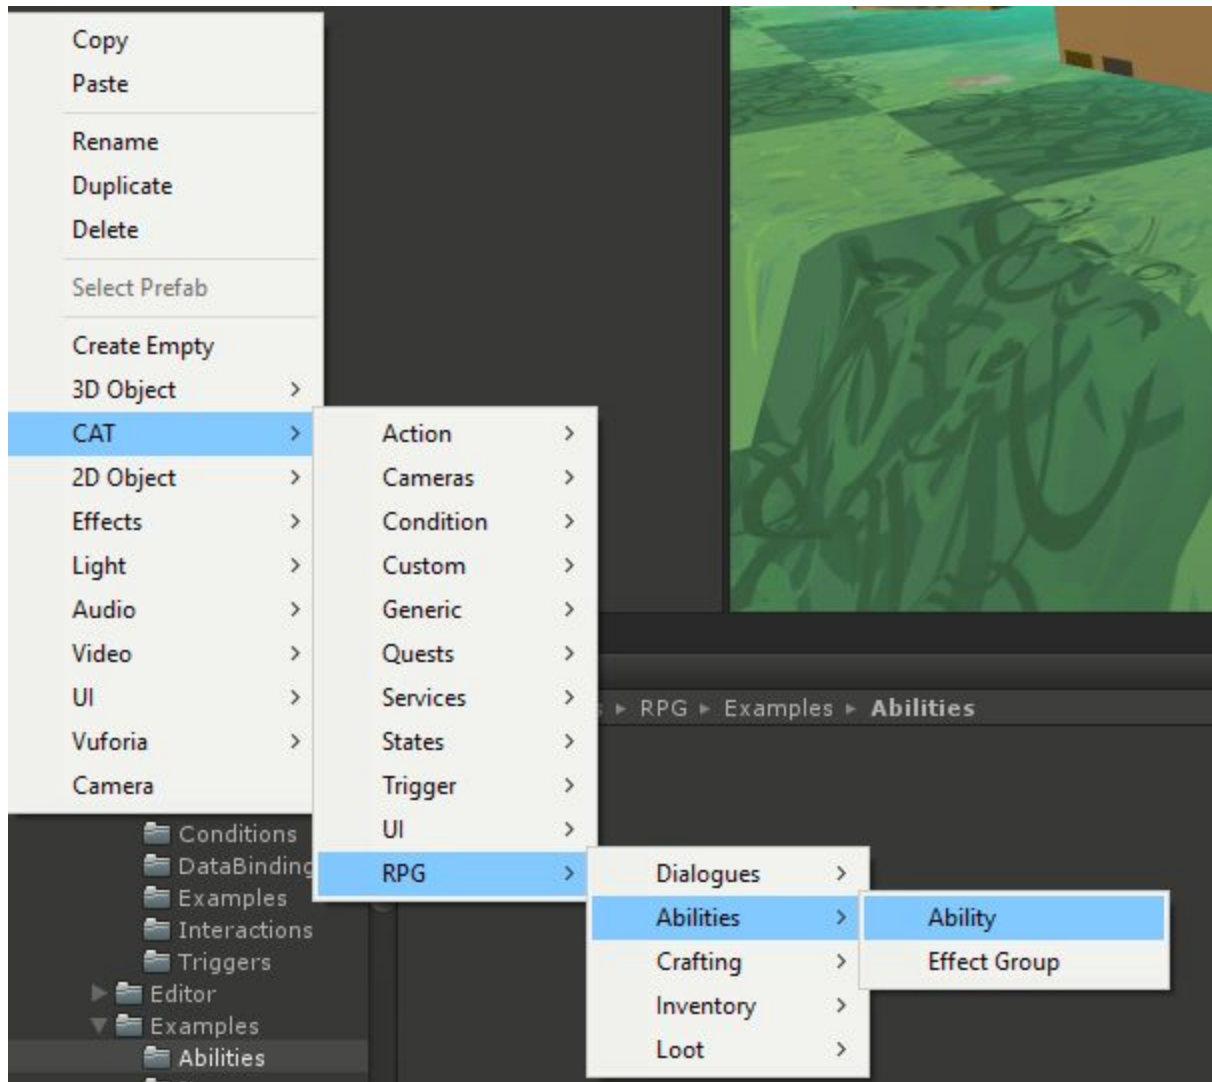 Copy
Paste
Rename
Duplicate
Delete
Select Prefab
Create Empty
3D Object
CAT
2D Object
Effects
Light
Audio
Video
UI
Vuforia
Camera
Action
Cameras
Condition
Custom
Generic
Quests
Services
States
Trigger
UI
RPG
Dialogues
Abilities
Crafting
Inventory
Loot
Ability
Effect Group
RPG ▸ Examples ▸ Abilities
Conditions
DataBinding
Examples
Interactions
Triggers
Editor
Examples
Abilities